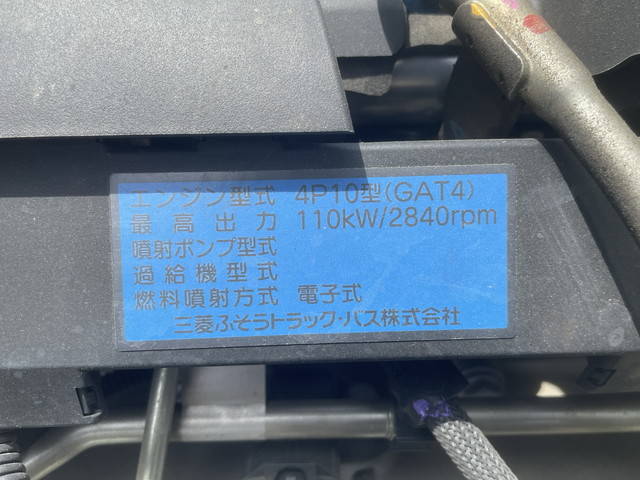 エンジン型式 4P10型(GAT4)
最高出力 110kW/2840rpm
噴射ポンプ型式
過給機型式
燃料噴射方式 電子式
三菱ふそうトラック・バス株式会社